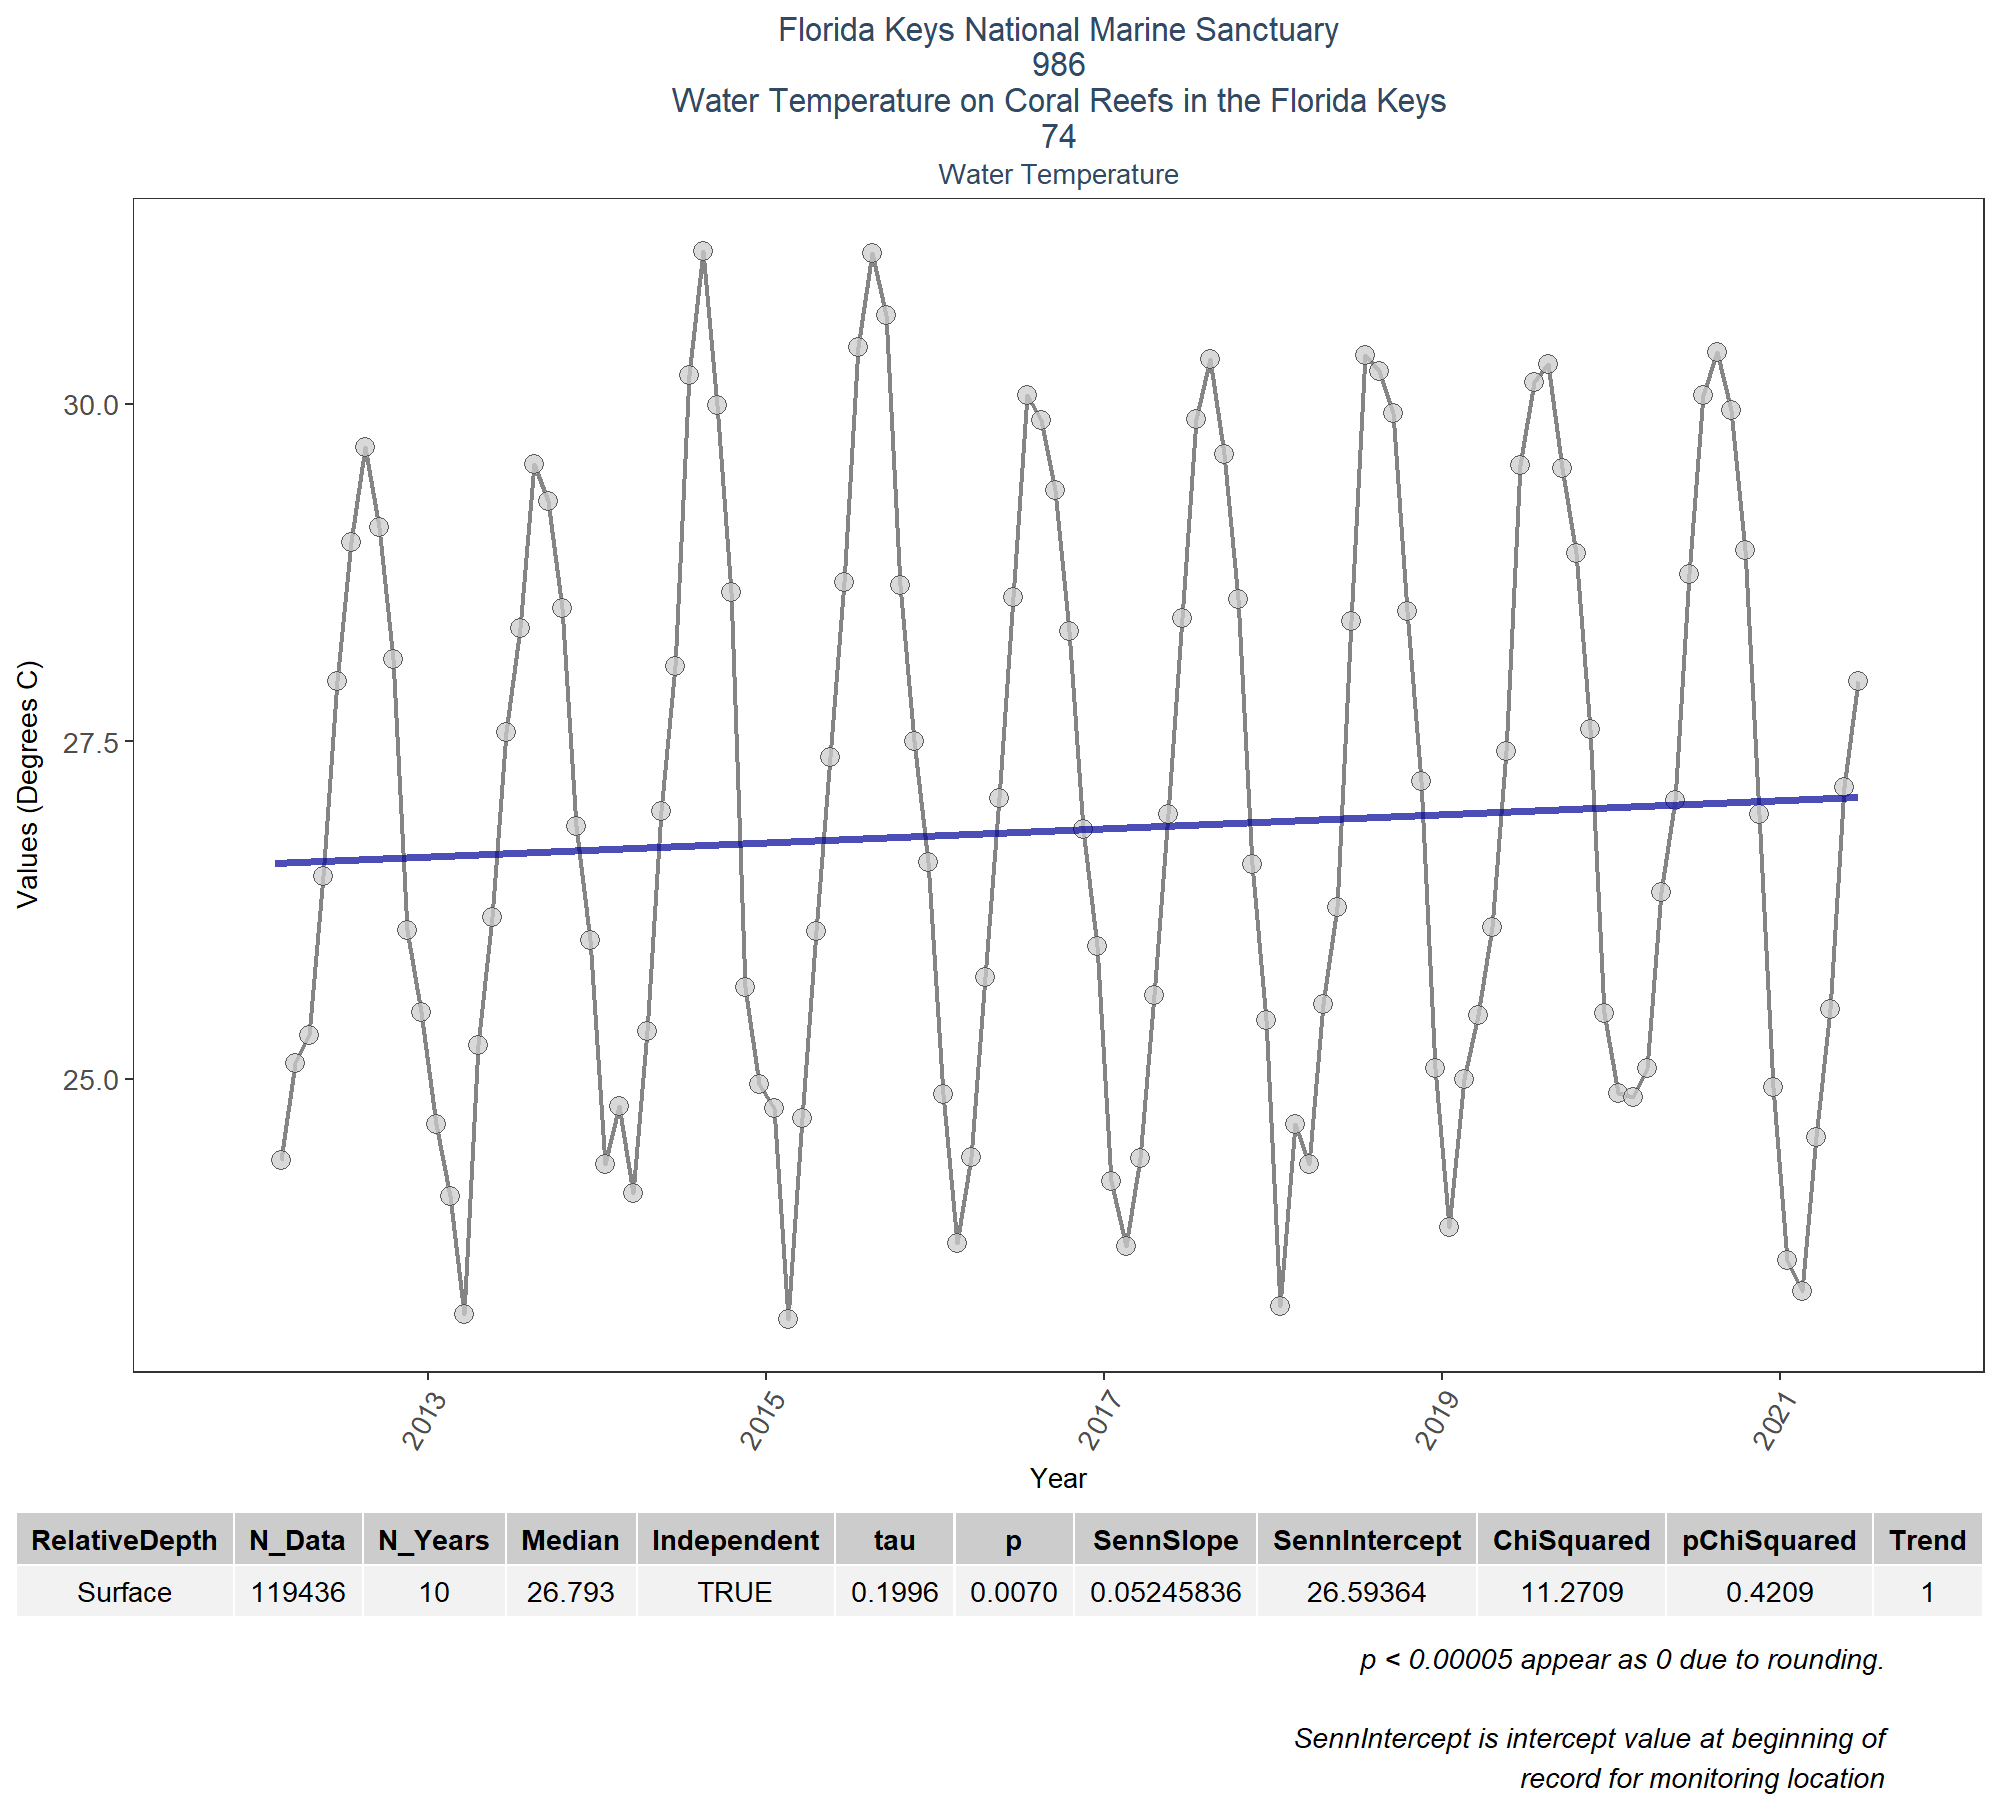 Florida Keys National Marine Sanctuary
986
Water Temperature on Coral Reefs in the Florida Keys
74
Water Temperature
30.0
27.5
25.0
Values (Degrees C)
2013 2015 2017 2019 2021
Year
RelativeDepth N_Data N_Years Median Independent tau p SennSlope SennIntercept ChiSquared pChiSquared Trend
Surface 119436 10 26.793 TRUE 0.1996 0.0070 0.05245836 26.59364 11.2709 0.4209 1
p < 0.00005 appear as 0 due to rounding.
SennIntercept is intercept value at beginning of
record for monitoring location